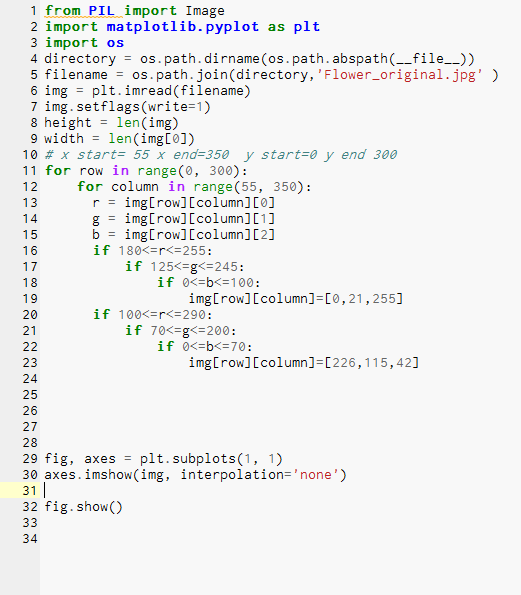 1 from PIL import Image
2 import matplotlib.pyplot as plt
3 import os
4 directory = os.path.dirname(os.path.abspath(__file__))
5 filename = os.path.join(directory,'Flower_original.jpg' )
6 img = plt.imread(filename)
7 img.setflags(write=1)
8 height = len(img)
9 width = len(img[0])
10 # x start= 55 x end=350  y start=0 y end 300
11 for row in range(0, 300):
12     for column in range(55, 350):
13       r = img[row][column][0]
14       g = img[row][column][1]
15       b = img[row][column][2]
16       if 180<=r<=255:
17           if 125<=g<=245:
18               if 0<=b<=100:
19                   img[row][column]=[0,21,255]
20       if 100<=r<=290:
21           if 70<=g<=200:
22               if 0<=b<=70:
23                   img[row][column]=[226,115,42]
24
25
26
27
28
29 fig, axes = plt.subplots(1, 1)
30 axes.imshow(img, interpolation='none')
31
32 fig.show()
33
34